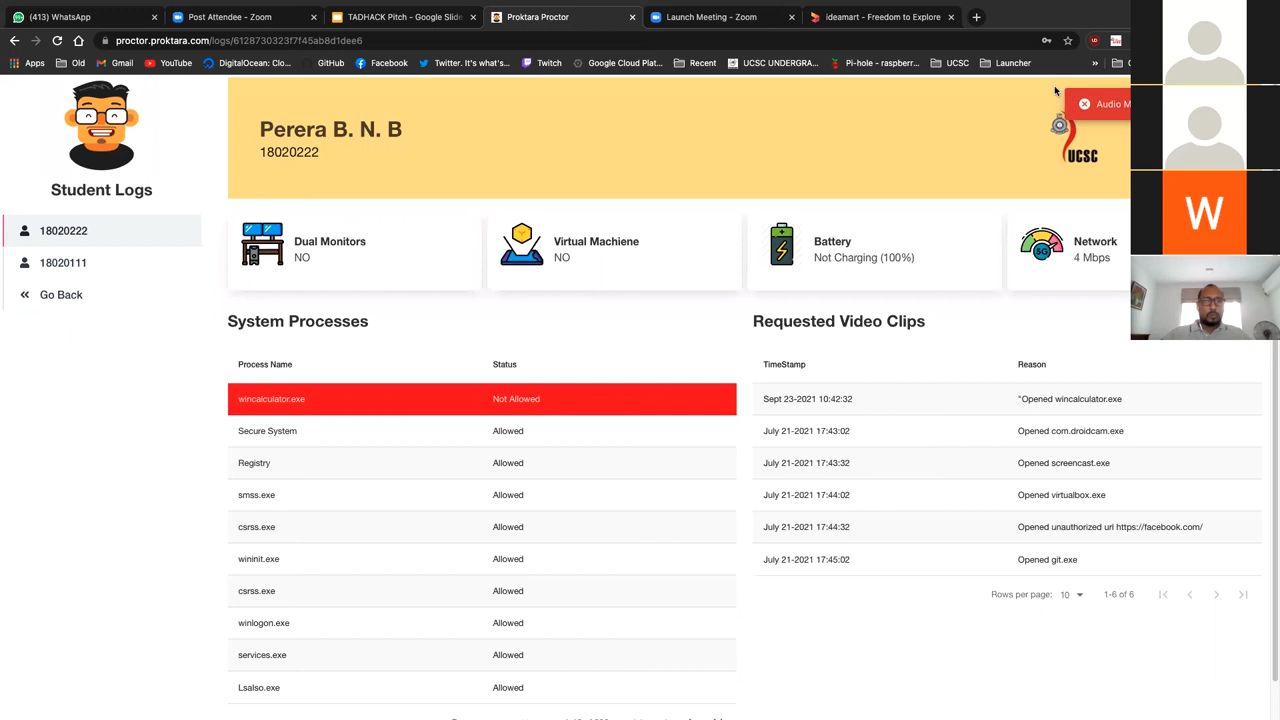 (413) WhatsApp
Post Attendee - Zoom
TADHACK Pitch - Google Slide
Proktara Proctor
Launch Meeting - Zoom
ideamart - Freedom to Explore
proctor.proktara.com/logs/6128730323f7f45ab8d1dee6
Apps
Old
Gmail
YouTube
DigitalOcean: Clo...
GitHub
Facebook
Twitter. It's what's...
Twitch
Google Cloud Plat...
Recent
UCSC UNDERGRA...
Pi-hole - raspberr...
UCSC
Launcher
Perera B. N. B
18020222
Audio M
UCSC
W
Student Logs
18020222
18020111
Go Back
Dual Monitors
NO
Virtual Machiene
NO
Battery
Not Charging (100%)
5G
Network
4 Mbps
System Processes
Process Name Status
wincalculator.exe Not Allowed
Secure System Allowed
Registry Allowed
smss.exe Allowed
csrss.exe Allowed
wininit.exe Allowed
csrss.exe Allowed
winlogon.exe Allowed
services.exe Allowed
Lsalso.exe Allowed
Requested Video Clips
TimeStamp Reason
Sept 23-2021 10:42:32 "Opened wincalculator.exe
July 21-2021 17:43:02 Opened com.droidcam.exe
July 21-2021 17:43:32 Opened screencast.exe
July 21-2021 17:44:02 Opened virtualbox.exe
July 21-2021 17:44:32 Opened unauthorized url https://facebook.com/
July 21-2021 17:45:02 Opened git.exe
Rows per page: 10 1-6 of 6